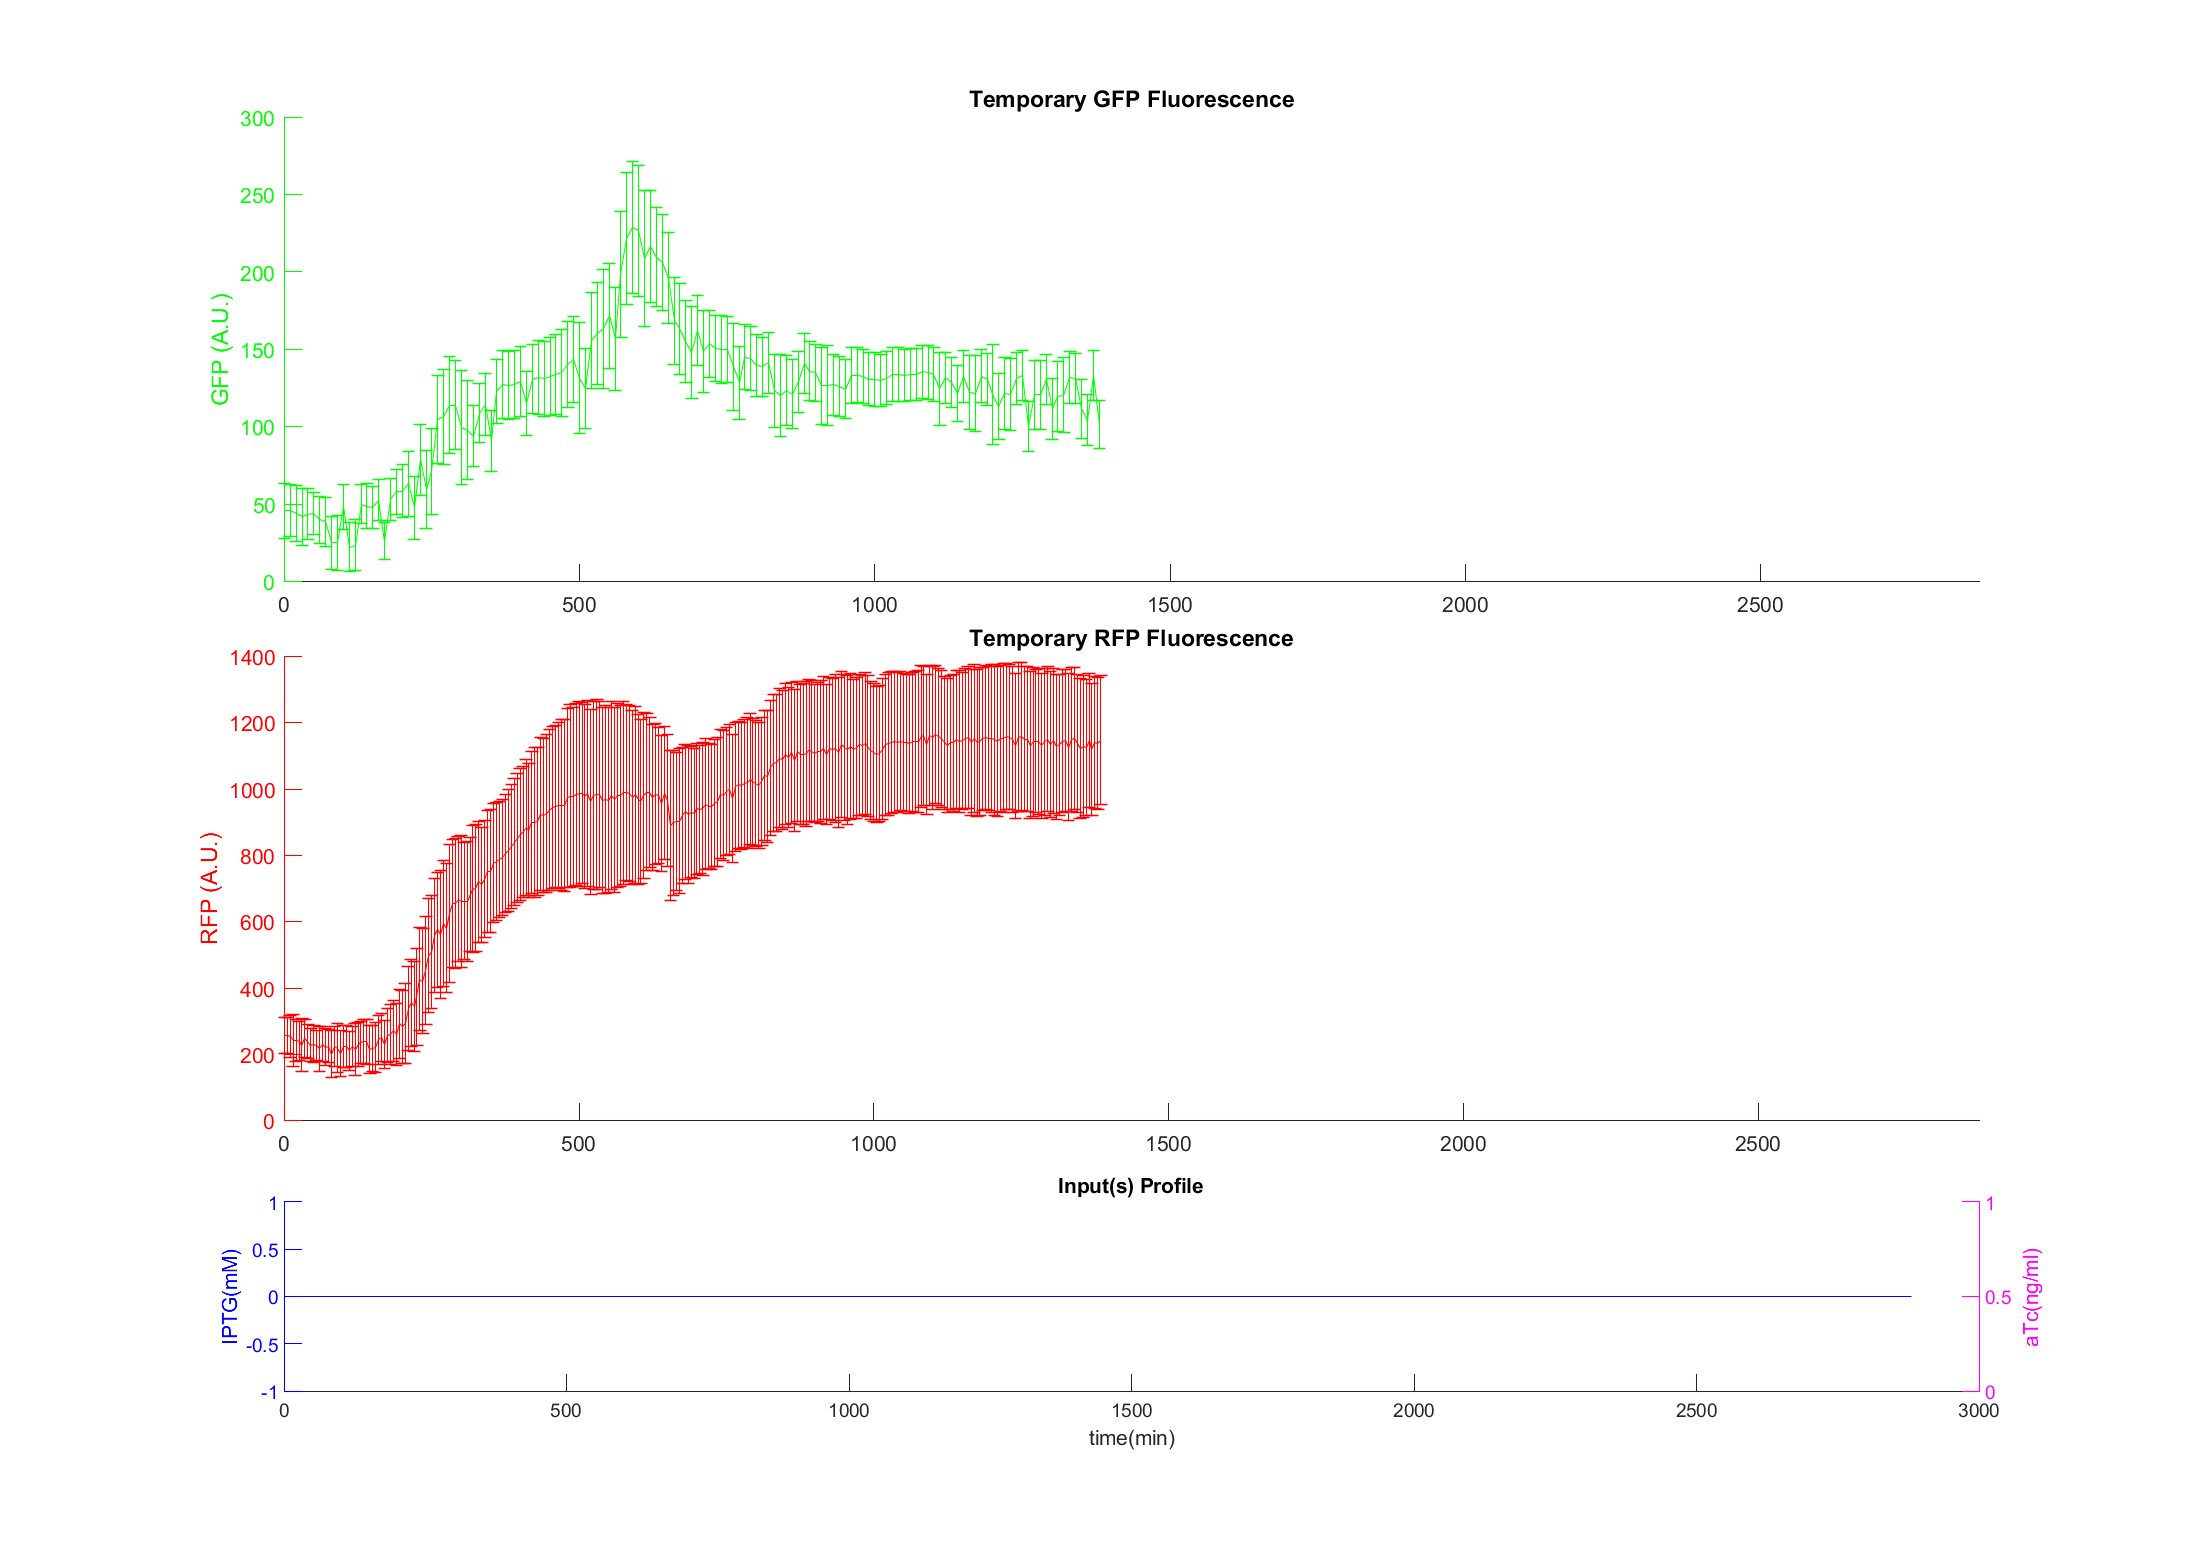 Temporary GFP Fluorescence
300
250
200
150
100
50
0
GFP (A.U.)
0 500 1000 1500 2000 2500
Temporary RFP Fluorescence
1400
1200
1000
800
600
400
200
0
RFP (A.U.)
0 500 1000 1500 2000 2500
Input(s) Profile
1
0.5
0
-0.5
-1
IPTG(mM)
1
0.5
0
aTc(ng/ml)
0 500 1000 1500 2000 2500 3000
time(min)